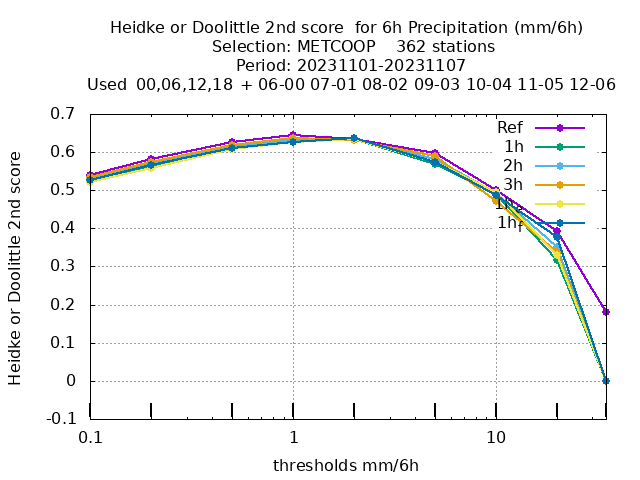 Heidke or Doolittle 2nd score  for 6h Precipitation (mm/6h)
Selection: METCOOP    362 stations
Period: 20231101-20231107
Used  00,06,12,18  + 06-00 07-01 08-02 09-03 10-04 11-05 12-06
Heidke or Doolittle 2nd score
0.7
0.6
0.5
0.4
0.3
0.2
0.1
0
-0.1
Ref
1h
2h
3h
0.1
1
10
thresholds mm/6h